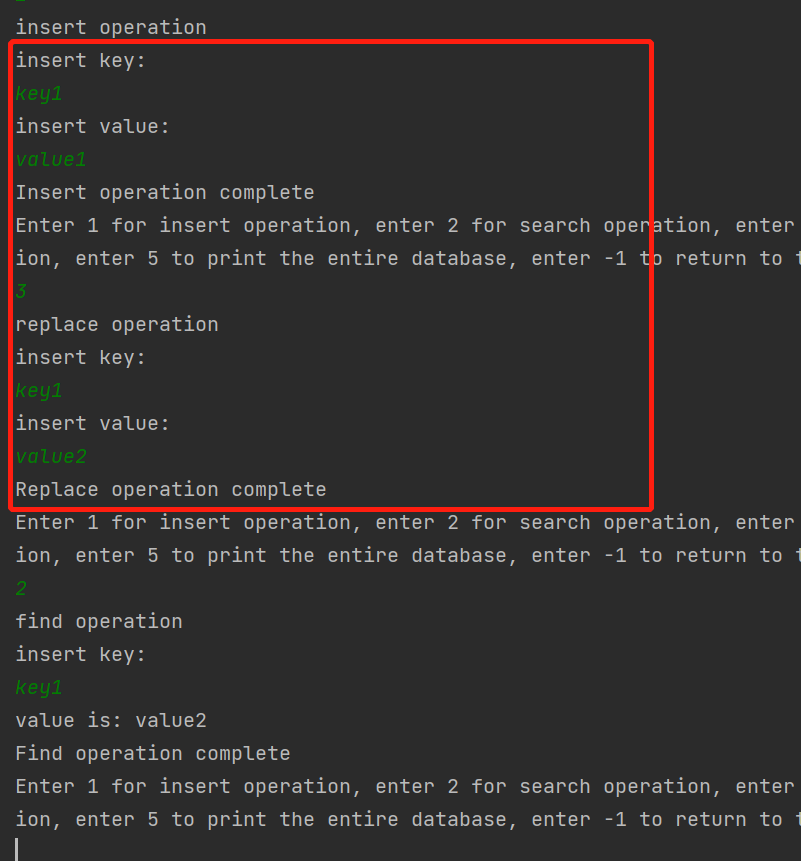 insert operation
insert key:
key1
insert value:
value1
Insert operation complete
Enter 1 for insert operation, enter 2 for search operation, enter
ion, enter 5 to print the entire database, enter -1 to return to t
3
replace operation
insert key:
key1
insert value:
value2
Replace operation complete
Enter 1 for insert operation, enter 2 for search operation, enter
ion, enter 5 to print the entire database, enter -1 to return to t
2
find operation
insert key:
key1
value is: value2
Find operation complete
Enter 1 for insert operation, enter 2 for search operation, enter
ion, enter 5 to print the entire database, enter -1 to return to t